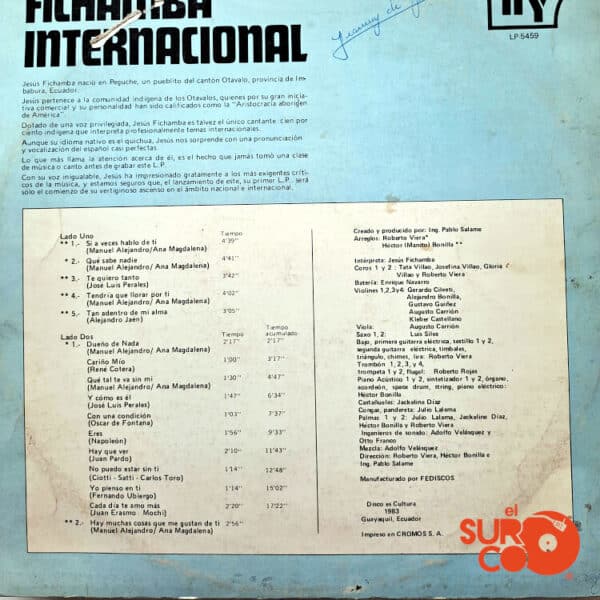 FICHAMBA
INTERNACIONAL
LP-5459
Jesús Fichamba nació en Peguche, un pueblito del cantón Otavalo, provincia de Im-
babura, Ecuador.
Jesús pertenece a la comunidad indígena de los Otavalos, quienes por su gran inicia-
tiva comercial y su personalidad han sido calificados como la "Aristocracia aborigen
de América".
Dotado de una voz privilegiada, Jesús Fichamba es talvez el único cantante cien por
ciento indígena que interpreta profesionalmente temas internacionales.
Aunque su idioma nativo es el quichua, Jesús nos sorprende con una pronunciación
y vocalización del español casi perfectas.
Lo que más llama la atención acerca de él, es el hecho que jamás tomó una clase
de música o canto antes de grabar este L.P.
Con su voz inigualable, Jesús ha impresionado gratamente a los más exigentes críti-
cos de la música, y estamos seguros que, el lanzamiento de este, su primer L.P. será
sólo el comienzo de su vertiginoso ascenso en el ámbito nacional e internacional.
Lado Uno Tiempo
** 1.- Si a veces hablo de ti 4'39"
(Manuel Alejandro/Ana Magdalena)
* 2.- Qué sabe nadie 4'41"
(Manuel Alejandro/Ana Magdalena)
** 3.- Te quiero tanto 3'42"
(José Luis Perales)
** 4.- Tendría que llorar por ti 4'02"
(Manuel Alejandro/Ana Magdalena)
** 5.- Tan adentro de mi alma 3'05"
(Alejandro Jaén)
Lado Dos Tiempo Tiempo acumulado
* 1.- Dueño de Nada 2'17" 2'17"
(Manuel Alejandro/Ana Magdalena)
Cariño Mío 1'00" 3'17"
(René Cotera)
Qué tal te va sin mi 1'30" 4'47"
(Manuel Alejandro/Ana Magdalena)
Y cómo es él 1'47" 6'34"
(José Luis Perales)
Con una condición 1'03" 7'37"
(Oscar de Fontana)
Eres 1'56" 9'33"
(Napoleón)
Hay que ver 2'10" 11'43"
(Juan Pardo)
No puedo estar sin ti 1'14" 12'48"
(Ciotti - Satti - Carlos Toro)
Yo pienso en ti 1'14" 15'02"
(Fernando Ubiergo)
Cada día te amo más 2'20" 17'22"
(Juan Erasmo Mochi)
** 2.- Hay muchas cosas que me gustan de ti 2'56"
(Manuel Alejandro/Ana Magdalena)
Creado y producido por: Ing. Pablo Salame
Arreglos: Roberto Viera*
Héctor (Manito) Bonilla **
Intérprete: Jesús Fichamba
Coros 1 y 2: Tata Villao, Josefina Villao, Gloria
Villao y Roberto Viera
Batería: Enrique Navarro
Violines 1,2,3y4: Gerardo Cilveti,
Alejandro Bonilla,
Gustavo Guiñez
Augusto Carrión
Kleber Castellano
Viola: Augusto Carrión
Saxo 1,2: Luis Silva
Bajo, primera guitarra eléctrica, sextillo 1 y 2,
segunda guitarra eléctrica, timbales,
triángulo, chimes, lira: Roberto Viera
Trombón 1, 2, 3, y 4,
trompeta 1 y 2, flugel: Roberto Rojas
Piano Acústico 1 y 2, sintetizador 1 y 2, órgano,
acordeón, space drum, string, piano eléctrico:
Héctor Bonilla
Castañuelas: Jackelina Díaz
Congas, pandereta: Julio Lalama
Palmas 1 y 2: Julio Lalama, Jackeline Díaz,
Héctor Bonilla y Roberto Viera
Ingenieros de sonido: Adolfo Velásquez y
Otto Franco
Mezcla: Adolfo Velásquez
Dirección: Roberto Viera, Héctor Bonilla e
Ing. Pablo Salame
Manufacturado por FEDISCOS
Disco es Cultura
1983
Guayaquil, Ecuador
Impreso en CROMOS S. A.
el
SURCO